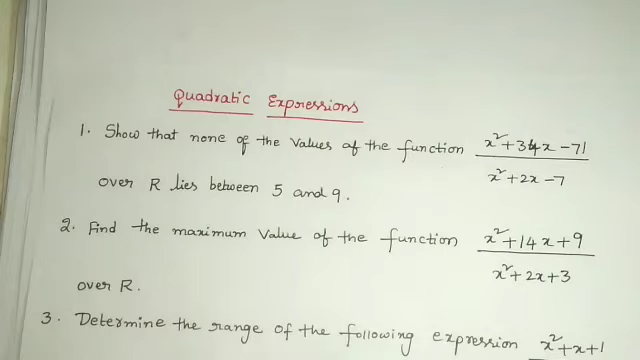 Quadratic Expressions
1. Show that none of the values of the function (x²+34x-71)/(x²+2x-7)
over R lies between 5 and 9.
2. Find the maximum value of the function (x²+14x+9)/(x²+2x+3)
over R.
3. Determine the range of the following expression x²+x+1